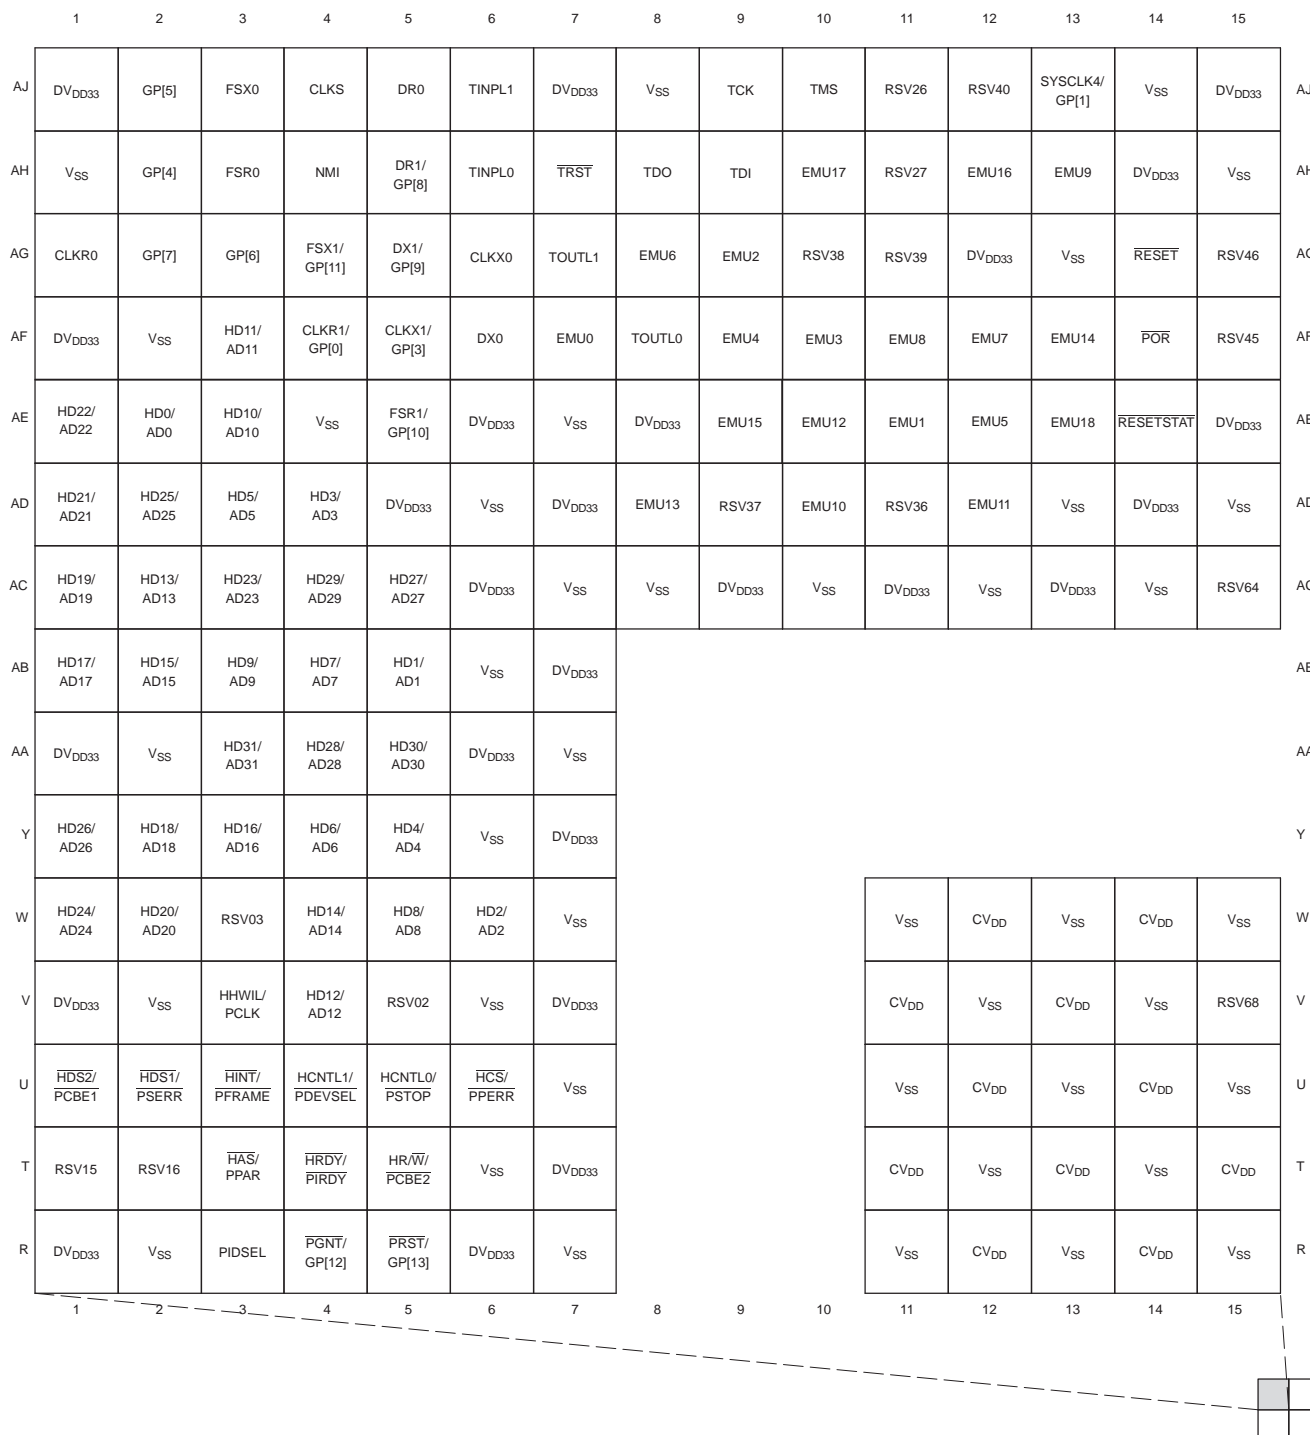 1 2 3 4 5 6 7 8 9 10 11 12 13 14 15
AJ DVDD33 GP[5] FSX0 CLKS DR0 TINPL1 DVDD33 VSS TCK TMS RSV26 RSV40 SYSCLK4/ GP[1] VSS DVDD33 AJ
AH VSS GP[4] FSR0 NMI DR1/ GP[8] TINPL0 TRST TDO TDI EMU17 RSV27 EMU16 EMU9 DVDD33 VSS AH
AG CLKR0 GP[7] GP[6] FSX1/ GP[11] DX1/ GP[9] CLKX0 TOUTL1 EMU6 EMU2 RSV38 RSV39 DVDD33 VSS RESET RSV46 AG
AF DVDD33 VSS HD11/ AD11 CLKR1/ GP[0] CLKX1/ GP[3] DX0 EMU0 TOUTL0 EMU4 EMU3 EMU8 EMU7 EMU14 POR RSV45 AF
AE HD22/ AD22 HD0/ AD0 HD10/ AD10 VSS FSR1/ GP[10] DVDD33 VSS DVDD33 EMU15 EMU12 EMU1 EMU5 EMU18 RESETSTAT DVDD33 AE
AD HD21/ AD21 HD25/ AD25 HD5/ AD5 HD3/ AD3 DVDD33 VSS DVDD33 EMU13 RSV37 EMU10 RSV36 EMU11 VSS DVDD33 VSS AD
AC HD19/ AD19 HD13/ AD13 HD23/ AD23 HD29/ AD29 HD27/ AD27 DVDD33 VSS VSS DVDD33 VSS DVDD33 VSS DVDD33 VSS RSV64 AC
AB HD17/ AD17 HD15/ AD15 HD9/ AD9 HD7/ AD7 HD1/ AD1 VSS DVDD33 AB
AA DVDD33 VSS HD31/ AD31 HD28/ AD28 HD30/ AD30 DVDD33 VSS AA
Y HD26/ AD26 HD18/ AD18 HD16/ AD16 HD6/ AD6 HD4/ AD4 VSS DVDD33 Y
W HD24/ AD24 HD20/ AD20 RSV03 HD14/ AD14 HD8/ AD8 HD2/ AD2 VSS VSS CVDD VSS CVDD VSS W
V DVDD33 VSS HHWIL/ PCLK HD12/ AD12 RSV02 VSS DVDD33 CVDD VSS CVDD VSS RSV68 V
U HDS2/ PCBE1 HDS1/ PSERR HINT/ PFRAME HCNTL1/ PDEVSEL HCNTL0/ PSTOP HCS/ PPERR VSS VSS CVDD VSS CVDD VSS U
T RSV15 RSV16 HAS/ PPAR HRDY/ PIRDY HR/W/ PCBE2 VSS DVDD33 CVDD VSS CVDD VSS CVDD T
R DVDD33 VSS PIDSEL PGNT/ GP[12] PRST/ GP[13] DVDD33 VSS VSS CVDD VSS CVDD VSS R
1 2 3 4 5 6 7 8 9 10 11 12 13 14 15